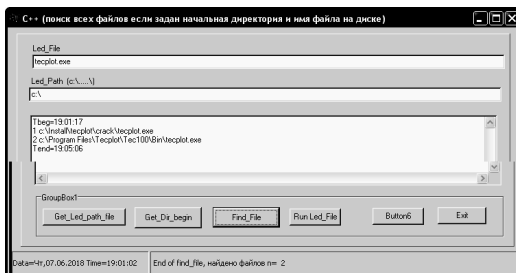 C++ (поиск всех файлов если задан начальная директория и имя файла на диске)
Led_File
tecplot.exe
Led_Path (c:\.....\)
c:\
Tbeg=19:01:17
1 c:\Install\tecplot\crack\tecplot.exe
2 c:\Program Files\Tecplot\Tec100\Bin\tecplot.exe
Tend=19:05:06
GroupBox1
Get_Led_path_file Get_Dir_begin Find_File Run Led_File Button6 Exit
Data=Чт,07.06.2018 Time=19:01:02 End of find_file, найдено файлов n= 2